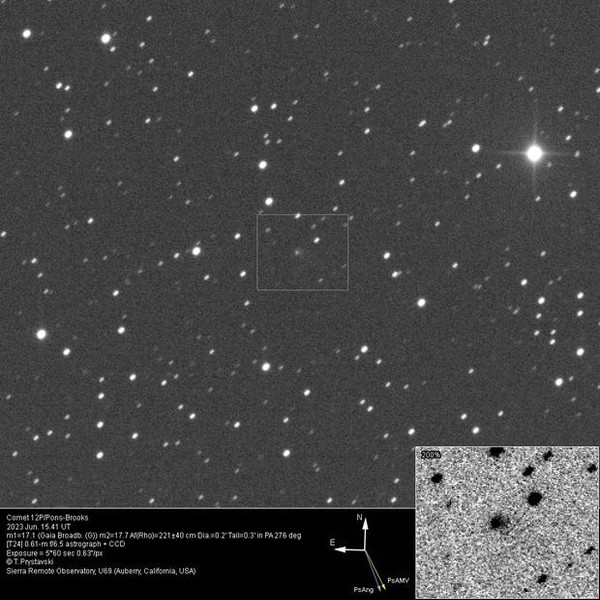 Comet 12P/Pons-Brooks
2023 Jun. 15.41 UT
m1=17.1 (Gaia Broadb. (G)) m2=17.7 Af(Rho)=221±40 cm Dia.=0.2' Tail=0.3' in PA 276 deg
[T24] 0.61-m f/6.5 astrograph + CCD
Exposure = 5*60 sec 0.63"/px
© T.Prystavski
Sierra Remote Observatory, U69 (Auberry, California, USA)
N
E
PsAng
PsAMV
200%